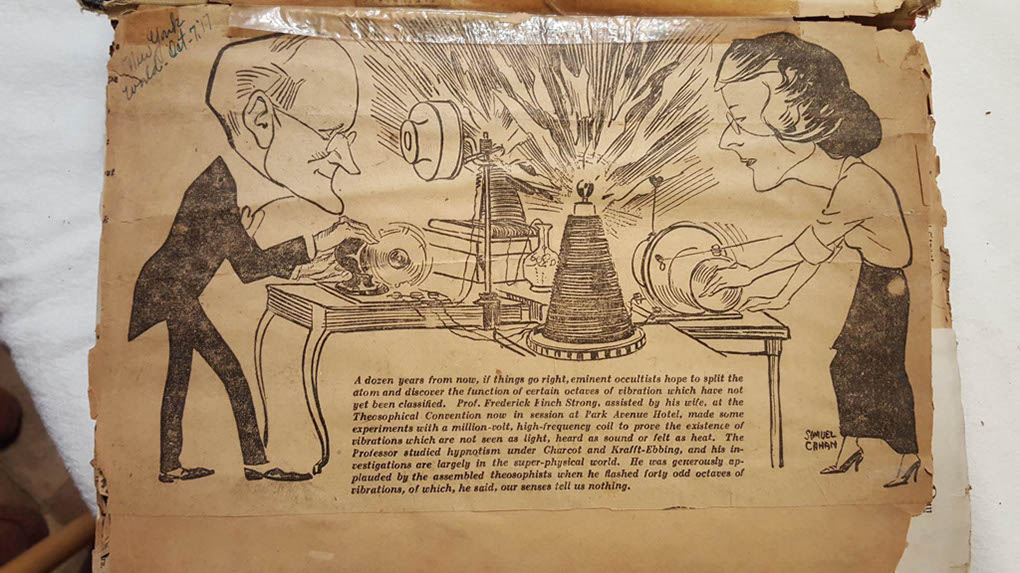 New York
World. Oct. 7. '17
A dozen years from now, if things go right, eminent occultists hope to split the
atom and discover the function of certain octaves of vibration which have not
yet been classified. Prof. Frederick Finch Strong, assisted by his wife, at the
Theosophical Convention now in session at Park Avenue Hotel, made some
experiments with a million-volt, high-frequency coil to prove the existence of
vibrations which are not seen as light, heard as sound or felt as heat. The
Professor studied hypnotism under Charcot and Krafft-Ebbing, and his in-
vestigations are largely in the super-physical world. He was generously ap-
plauded by the assembled theosophists when he flashed forty odd octaves of
vibrations, of which, he said, our senses tell us nothing.
SAMUEL
CAHAN